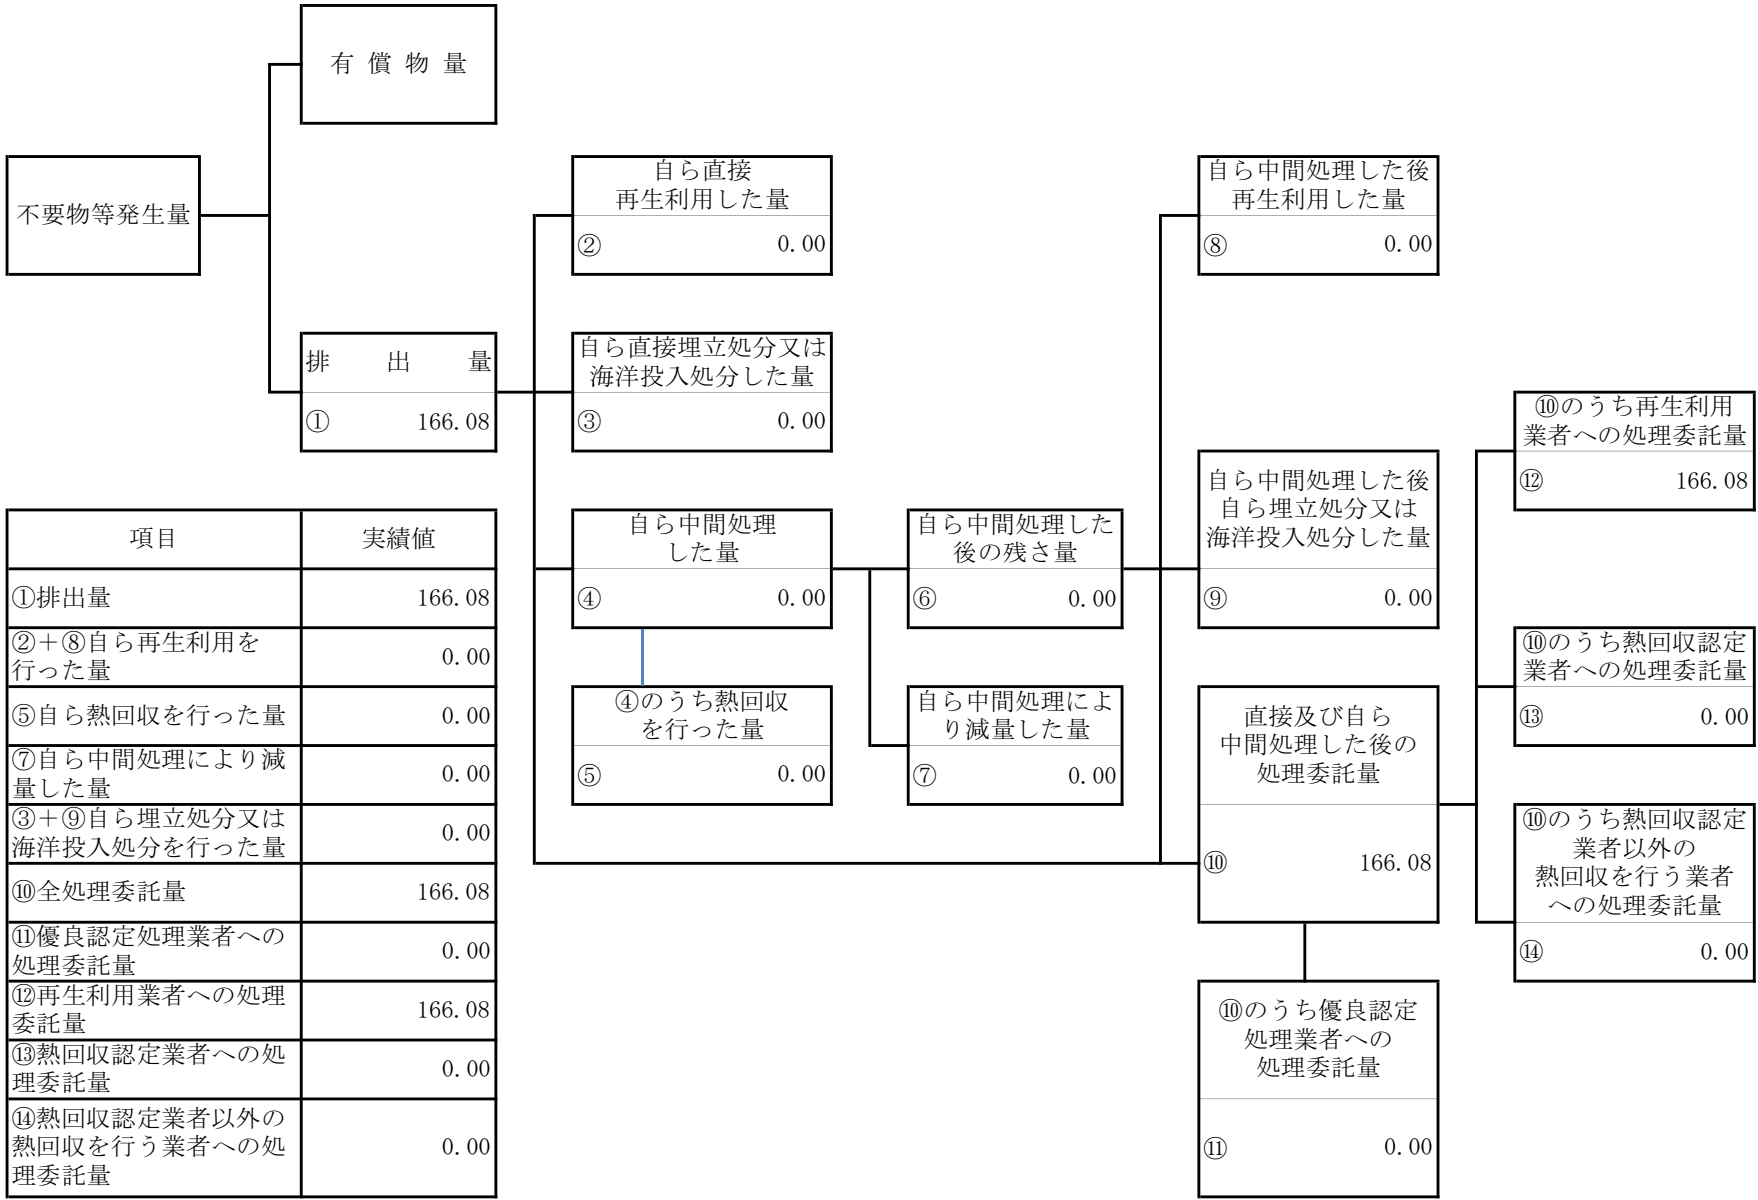 有 償 物 量
不要物等発生量
排 出 量
① 166.08
自ら直接
再生利用した量
② 0.00
自ら直接埋立処分又は
海洋投入処分した量
③ 0.00
自ら中間処理
した量
④ 0.00
④のうち熱回収
を行った量
⑤ 0.00
自ら中間処理した
後の残さ量
⑥ 0.00
自ら中間処理によ
り減量した量
⑦ 0.00
自ら中間処理した後
再生利用した量
⑧ 0.00
自ら中間処理した後
自ら埋立処分又は
海洋投入処分した量
⑨ 0.00
直接及び自ら
中間処理した後の
処理委託量
⑩ 166.08
⑩のうち優良認定
処理業者への
処理委託量
⑪ 0.00
⑩のうち再生利用
業者への処理委託量
⑫ 166.08
⑩のうち熱回収認定
業者への処理委託量
⑬ 0.00
⑩のうち熱回収認定
業者以外の
熱回収を行う業者
への処理委託量
⑭ 0.00
項目 実績値
①排出量 166.08
②＋⑧自ら再生利用を
行った量 0.00
⑤自ら熱回収を行った量 0.00
⑦自ら中間処理により減
量した量 0.00
③＋⑨自ら埋立処分又は
海洋投入処分を行った量 0.00
⑩全処理委託量 166.08
⑪優良認定処理業者への
処理委託量 0.00
⑫再生利用業者への処理
委託量 166.08
⑬熱回収認定業者への処
理委託量 0.00
⑭熱回収認定業者以外の
熱回収を行う業者への処
理委託量 0.00